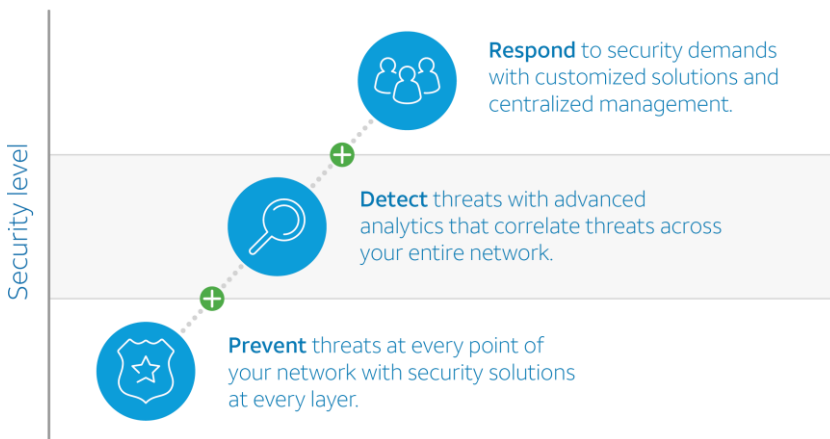 Security level
Respond to security demands
with customized solutions and
centralized management.
Detect threats with advanced
analytics that correlate threats across
your entire network.
Prevent threats at every point of
your network with security solutions
at every layer.